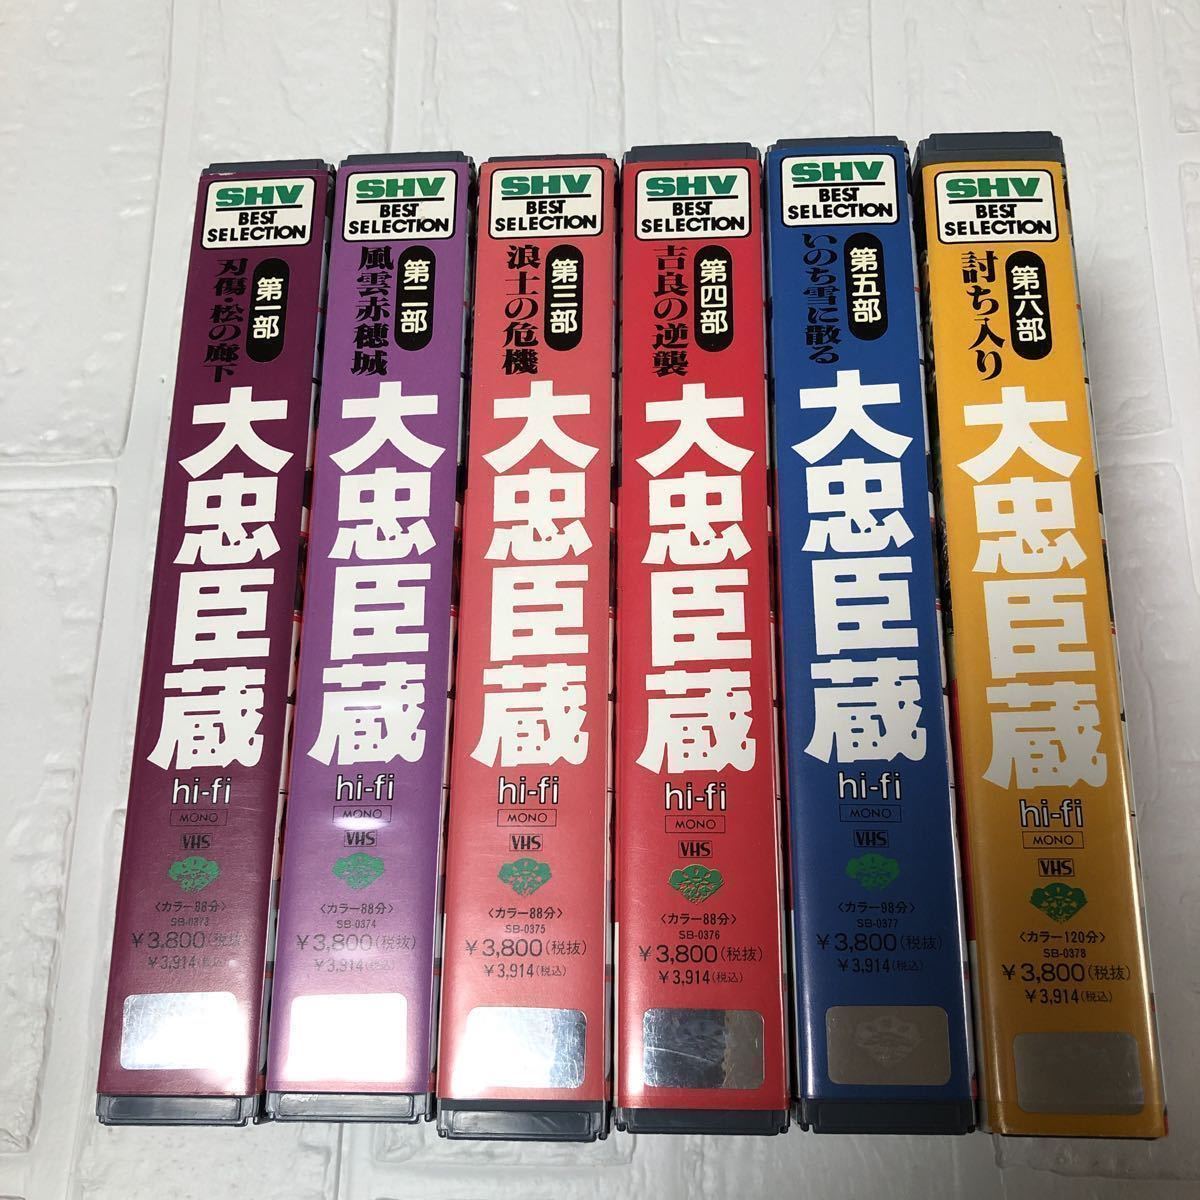 SHV
BEST
SELECTION
第一部
刃傷・松の廊下
大忠臣蔵
hi-fi
MONO
VHS
〈カラー88分〉
SB-0373
¥3,800(税抜)
¥3,914(税込)
SHV
BEST
SELECTION
第二部
風雲赤穂城
大忠臣蔵
hi-fi
MONO
VHS
〈カラー88分〉
SB-0374
¥3,800(税抜)
¥3,914(税込)
SHV
BEST
SELECTION
第三部
浪士の危機
大忠臣蔵
hi-fi
MONO
VHS
〈カラー88分〉
SB-0375
¥3,800(税抜)
¥3,914(税込)
SHV
BEST
SELECTION
第四部
吉良の逆襲
大忠臣蔵
hi-fi
MONO
VHS
〈カラー88分〉
SB-0376
¥3,800(税抜)
¥3,914(税込)
SHV
BEST
SELECTION
第五部
いのち雪に散る
大忠臣蔵
hi-fi
MONO
VHS
〈カラー98分〉
SB-0377
¥3,800(税抜)
¥3,914(税込)
SHV
BEST
SELECTION
第六部
討ち入り
大忠臣蔵
hi-fi
MONO
VHS
〈カラー120分〉
SB-0378
¥3,800(税抜)
¥3,914(税込)